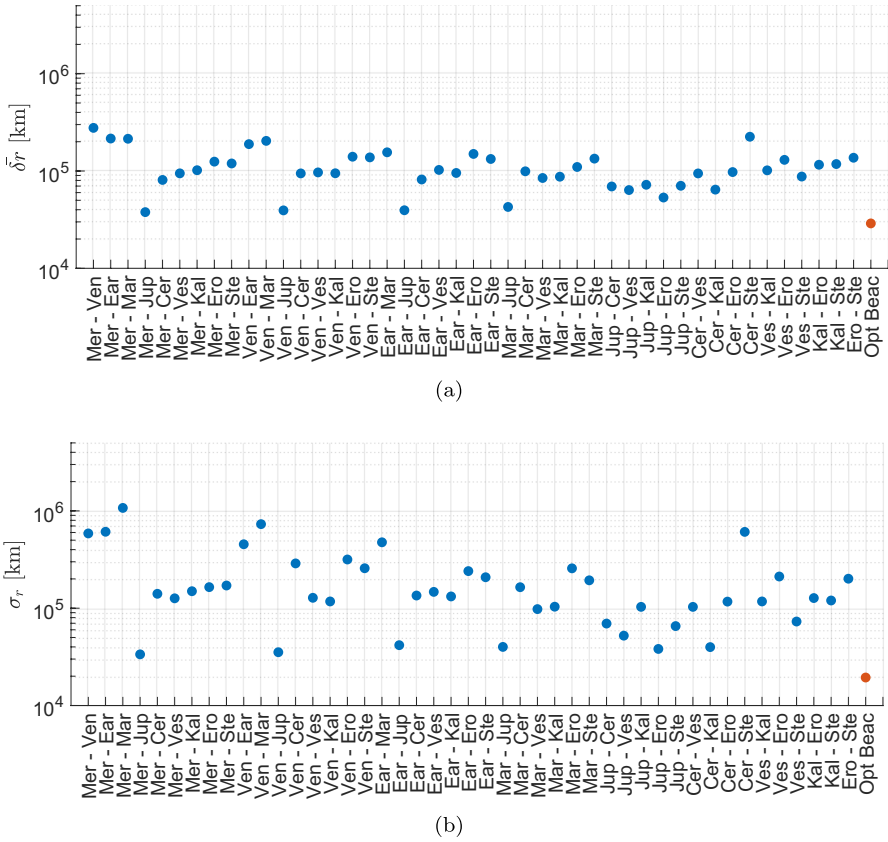 10^6
10^5
10^4
δ̄r [km]
Mer - Ven
Mer - Ear
Mer - Mar
Mer - Jup
Mer - Cer
Mer - Ves
Mer - Kal
Mer - Ero
Mer - Ste
Ven - Ear
Ven - Mar
Ven - Jup
Ven - Cer
Ven - Ves
Ven - Kal
Ven - Ero
Ven - Ste
Ear - Mar
Ear - Jup
Ear - Cer
Ear - Ves
Ear - Kal
Ear - Ero
Ear - Ste
Mar - Jup
Mar - Cer
Mar - Ves
Mar - Kal
Mar - Ero
Mar - Ste
Jup - Cer
Jup - Ves
Jup - Kal
Jup - Ero
Jup - Ste
Cer - Ves
Cer - Kal
Cer - Ero
Cer - Ste
Ves - Kal
Ves - Ero
Ves - Ste
Kal - Ero
Kal - Ste
Ero - Ste
Opt Beac
(a)
10^6
10^5
10^4
σ_r [km]
Mer - Ven
Mer - Ear
Mer - Mar
Mer - Jup
Mer - Cer
Mer - Ves
Mer - Kal
Mer - Ero
Mer - Ste
Ven - Ear
Ven - Mar
Ven - Jup
Ven - Cer
Ven - Ves
Ven - Kal
Ven - Ero
Ven - Ste
Ear - Mar
Ear - Jup
Ear - Cer
Ear - Ves
Ear - Kal
Ear - Ero
Ear - Ste
Mar - Jup
Mar - Cer
Mar - Ves
Mar - Kal
Mar - Ero
Mar - Ste
Jup - Cer
Jup - Ves
Jup - Kal
Jup - Ero
Jup - Ste
Cer - Ves
Cer - Kal
Cer - Ero
Cer - Ste
Ves - Kal
Ves - Ero
Ves - Ste
Kal - Ero
Kal - Ste
Ero - Ste
Opt Beac
(b)